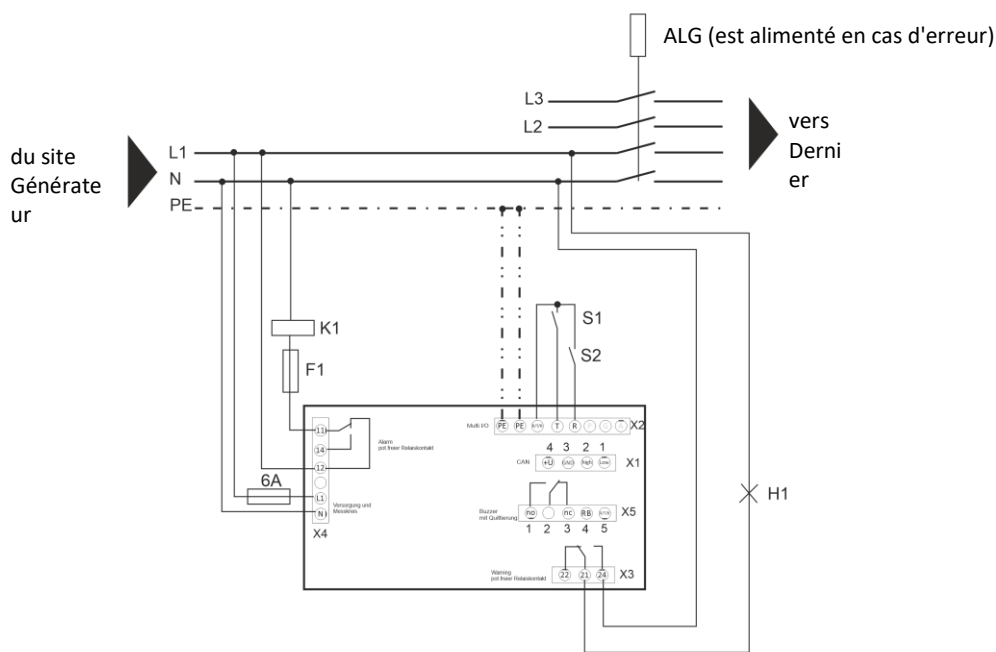 ALG (est alimenté en cas d'erreur)
L3
L2
vers
Derni
er
du site
Générate
ur
L1
N
PE
K1
F1
S1
S2
Multi I/O
PE
PE
A/T/R
T
R
X2
11
14
12
L1
N
X4
Alarm
pot freier Relaiskontakt
6A
Versorgung und
Messkreis
4 3 2 1
CAN
+U
GND
high
Low
X1
Buzzer
mit Quittierung
no
nc
RB
A/T/R
X5
1 2 3 4 5
H1
Warning
pot freier Relaiskontakt
22
21
24
X3